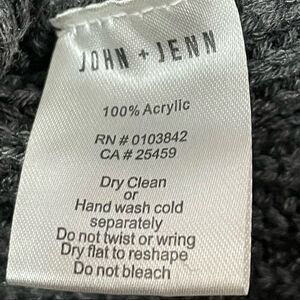 JOHN + JENN
100% Acrylic
RN # 0103842
CA # 25459
Dry Clean
or
Hand wash cold
separately
Do not twist or wring
Dry flat to reshape
Do not bleach